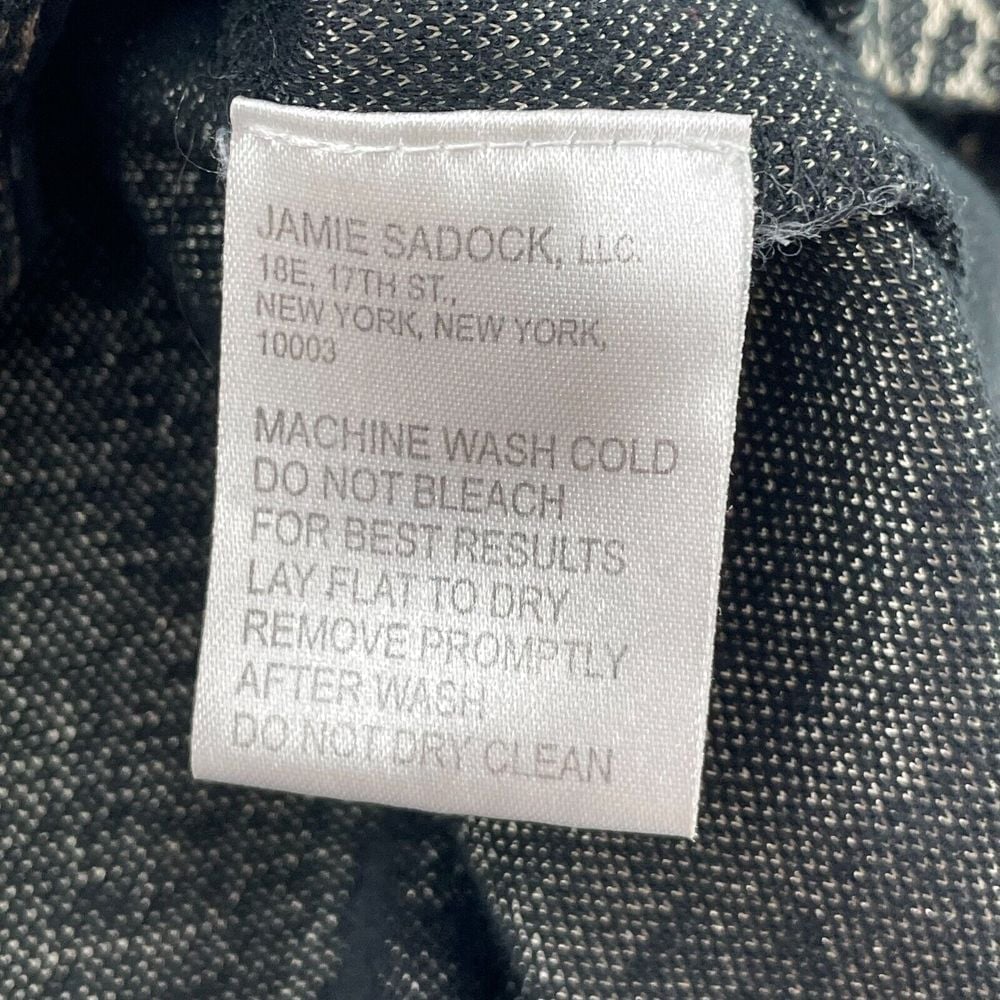 JAMIE SADOCK, LLC.
18E, 17TH ST.,
NEW YORK, NEW YORK,
10003
MACHINE WASH COLD
DO NOT BLEACH
FOR BEST RESULTS
LAY FLAT TO DRY
REMOVE PROMPTLY
AFTER WASH
DO NOT DRY CLEAN